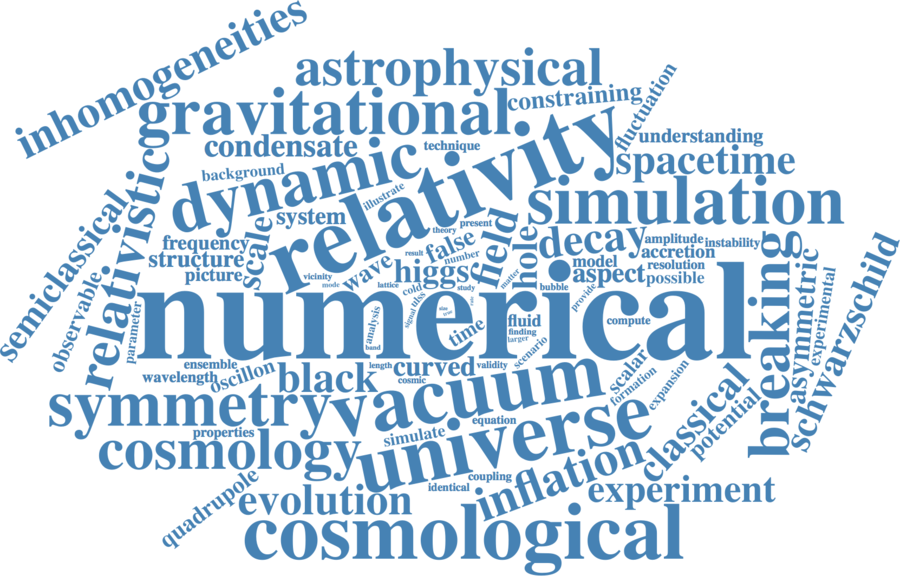 inhomogeneities
astrophysical
gravitational
constraining
fluctuation
condensate
technique
understanding
background
dynamic
illustrate
relativity
spacetime
relativistic
semiclassical
system
simulation
frequency
scale
structure
picture
theory
present
false
field
hole
decay
amplitude
instability
accretion
result
number
wave
higgs
model
resolution
aspect
possible
vicinity
mode
lattice
cold
study
matter
bubble
provide
observable
parameter
numerical
signal
analysis
time
fluid
finding
larger
compute
breaking
asymmetric
experimental
schwarzschild
band
scenario
ensemble
wavelength
oscillon
black
length
cosmic
curved
validity
scalar
formation
expansion
symmetry
vacuum
universe
equation
classical
potential
properties
simulate
cosmology
coupling
identical
inflation
experiment
quadrupole
evolution
cosmological